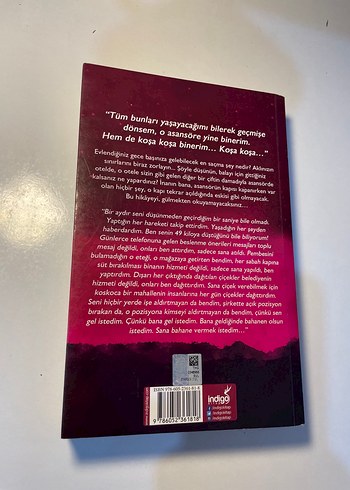 “Tüm bunları yaşayacağımı bilerek geçmişe
dönsem, o asansöre yine binerim.
Hem de koşa koşa binerim... Koşa koşa...”
Evlendiğiniz gece başınıza gelebilecek en saçma şey nedir? Aklınızın
sınırlarını biraz zorlayın... Şöyle düşünün, balayı için gittiğiniz
otelde, o otele sizin gibi gelen diğer bir çiftin damadıyla asansörde
kalsanız ne yapardınız? İnanın bana, asansörün kapısı kapanırken var
olan hiçbir şey, o kapı tekrar açıldığında eskisi gibi olmayacak.
Bu hikâyeyi, gülmekten okuyamayacaksınız...
“Bir aydır seni düşünmeden geçirdiğim bir saniye bile olmadı.
Yaptığın her hareketi takip ettirdim. Yaşadığın her şeyden
haberdardım. Ben senin 49 kiloya düştüğünü bile biliyorum!
Günlerce telefonuna gelen beslenme önerileri mesajları toplu
mesaj değildi, onları ben attırdım, sadece sana attıldı. Pembesini
bulamadığın o eteği, o mağazaya getirten bendim, her sabah kapına
süt bırakılması binanın hizmeti değildi, sadece sana yapıldı, ben
yaptırdım. Dışarı her çıktığında dağıtılan çiçekler belediyenin
hizmeti değildi, onları ben dağıttırdım. Sana çiçek verebilmek için
koskoca bir mahallenin insanlarına her gün çiçekler dağıttırdım.
Seni hiçbir yerde işe aldırtmayan da bendim, şirkette açık pozisyon
bırakan da, o pozisyona kimseyi aldırtmayan da bendim, çünkü sen
gel istedim. Çünkü bana gel istedim. Bana geldiğinde bahanen olsun
istedim. Sana bahane vermek istedim...”
ISBN 978-605-2361-81-8
9 786052 361818
indigo